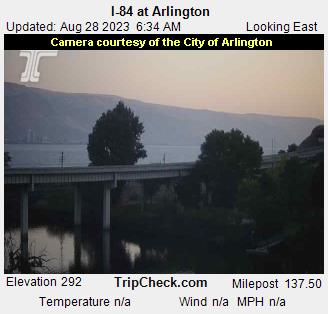 I-84 at Arlington
Updated: Aug 28 2023 6:34 AM Looking East
Camera courtesy of the City of Arlington
Elevation 292 TripCheck.com Milepost 137.50
Temperature n/a Wind n/a MPH n/a